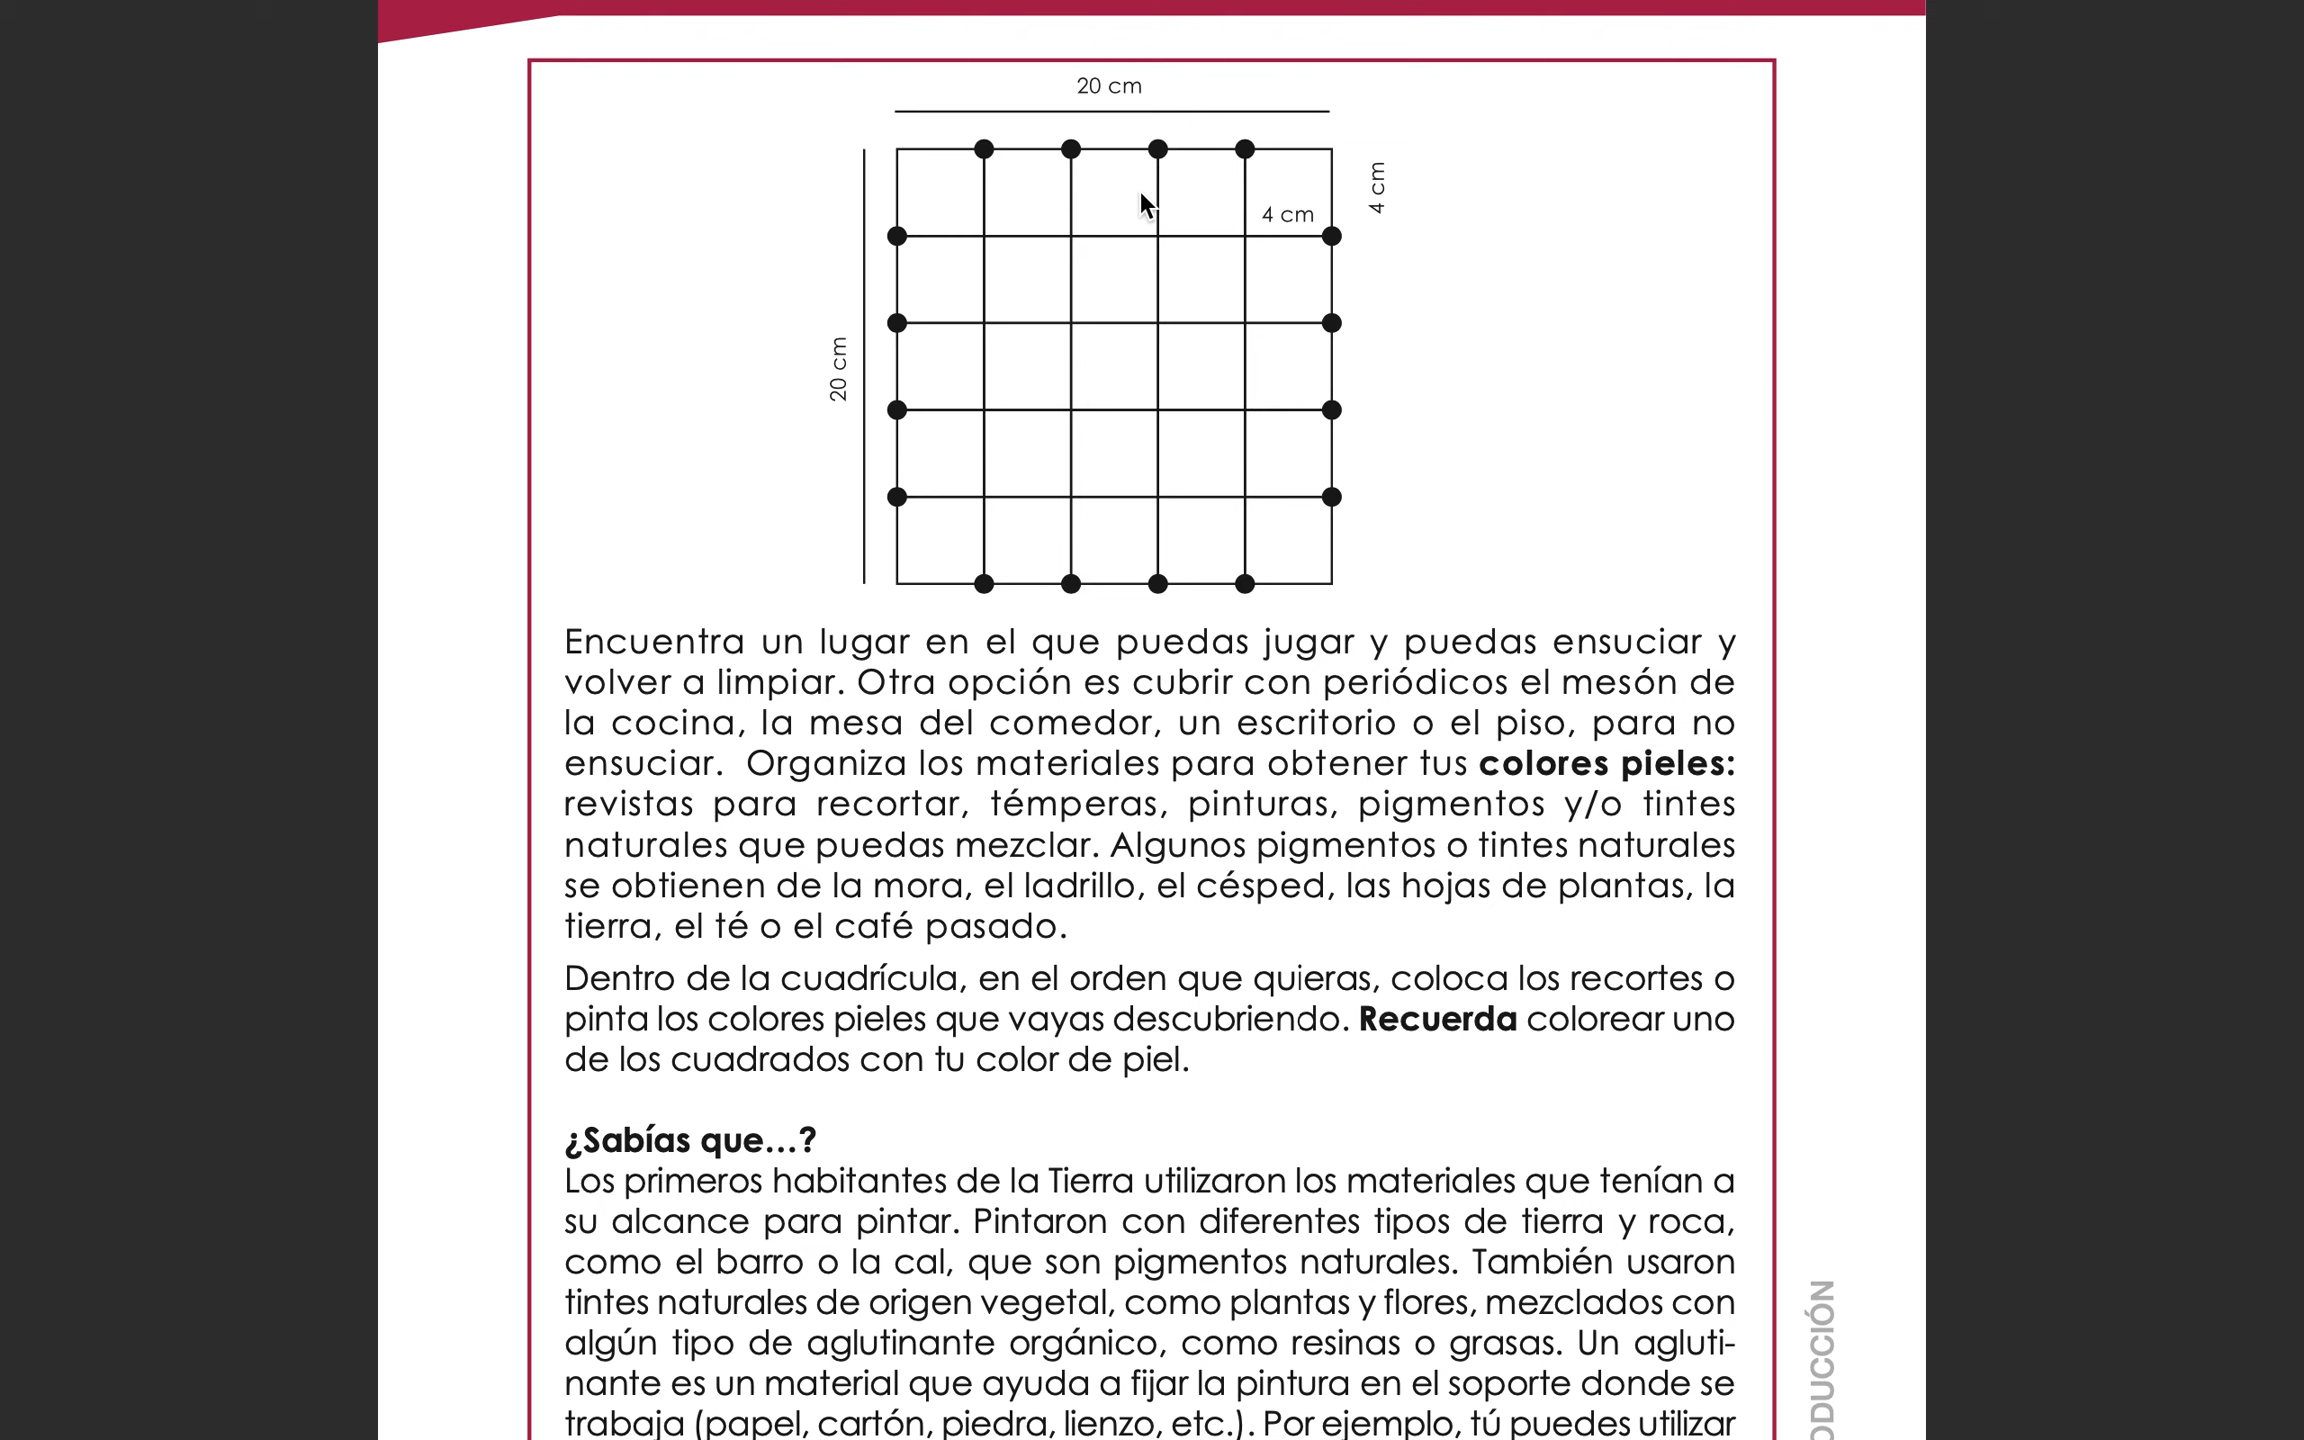 20 cm
4 cm
4 cm
20 cm
Encuentra un lugar en el que puedas jugar y puedas ensuciar y
volver a limpiar. Otra opción es cubrir con periódicos el mesón de
la cocina, la mesa del comedor, un escritorio o el piso, para no
ensuciar. Organiza los materiales para obtener tus colores pieles:
revistas para recortar, témperas, pinturas, pigmentos y/o tintes
naturales que puedas mezclar. Algunos pigmentos o tintes naturales
se obtienen de la mora, el ladrillo, el césped, las hojas de plantas, la
tierra, el té o el café pasado.
Dentro de la cuadrícula, en el orden que quieras, coloca los recortes o
pinta los colores pieles que vayas descubriendo. Recuerda colorear uno
de los cuadrados con tu color de piel.
¿Sabías que...?
Los primeros habitantes de la Tierra utilizaron los materiales que tenían a
su alcance para pintar. Pintaron con diferentes tipos de tierra y roca,
como el barro o la cal, que son pigmentos naturales. También usaron
tintes naturales de origen vegetal, como plantas y flores, mezclados con
algún tipo de aglutinante orgánico, como resinas o grasas. Un agluti-
nante es un material que ayuda a fijar la pintura en el soporte donde se
trabaja (papel, cartón, piedra, lienzo, etc.). Por ejemplo, tú puedes utilizar